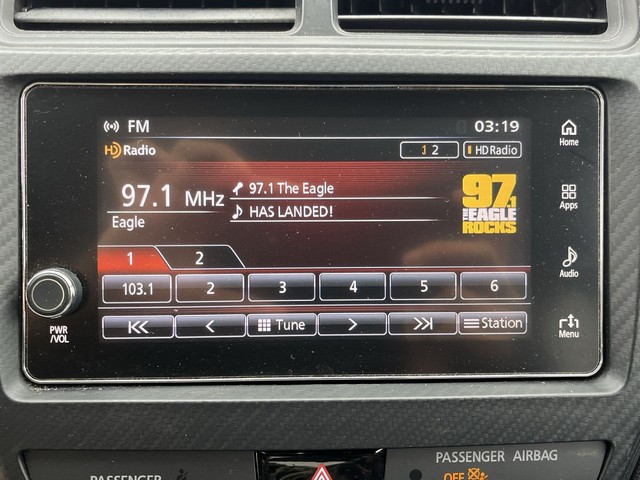 FM 03:19
HD Radio 1 2 HD Radio
97.1 MHz 97.1 The Eagle
Eagle HAS LANDED!
97.1
THE EAGLE
ROCKS
1 2
103.1 2 3 4 5 6
Tune Station
Home
Apps
Audio
Menu
PWR
/VOL
PASSENGER
PASSENGER AIRBAG
OFF